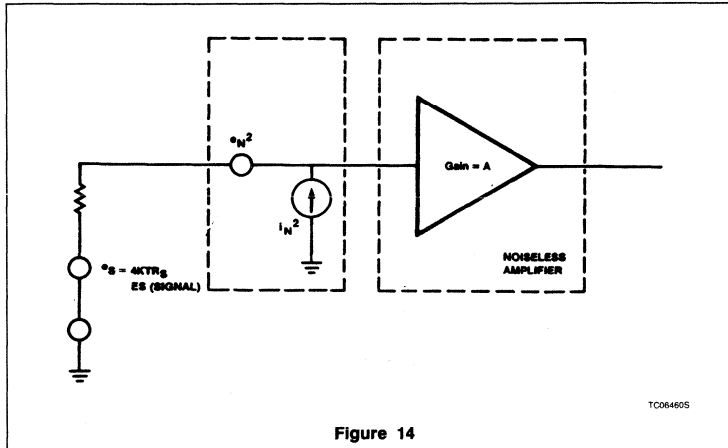 eN²
iN²
Gain = A
NOISELESS
AMPLIFIER
eS = 4KTRS
ES (SIGNAL)
TC06460S
Figure 14